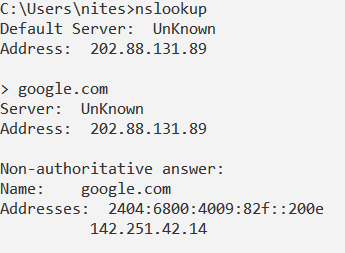 C:\Users\nites>nslookup
Default Server:  UnKnown
Address:  202.88.131.89

> google.com
Server:  UnKnown
Address:  202.88.131.89

Non-authoritative answer:
Name:    google.com
Addresses:  2404:6800:4009:82f::200e
          142.251.42.14